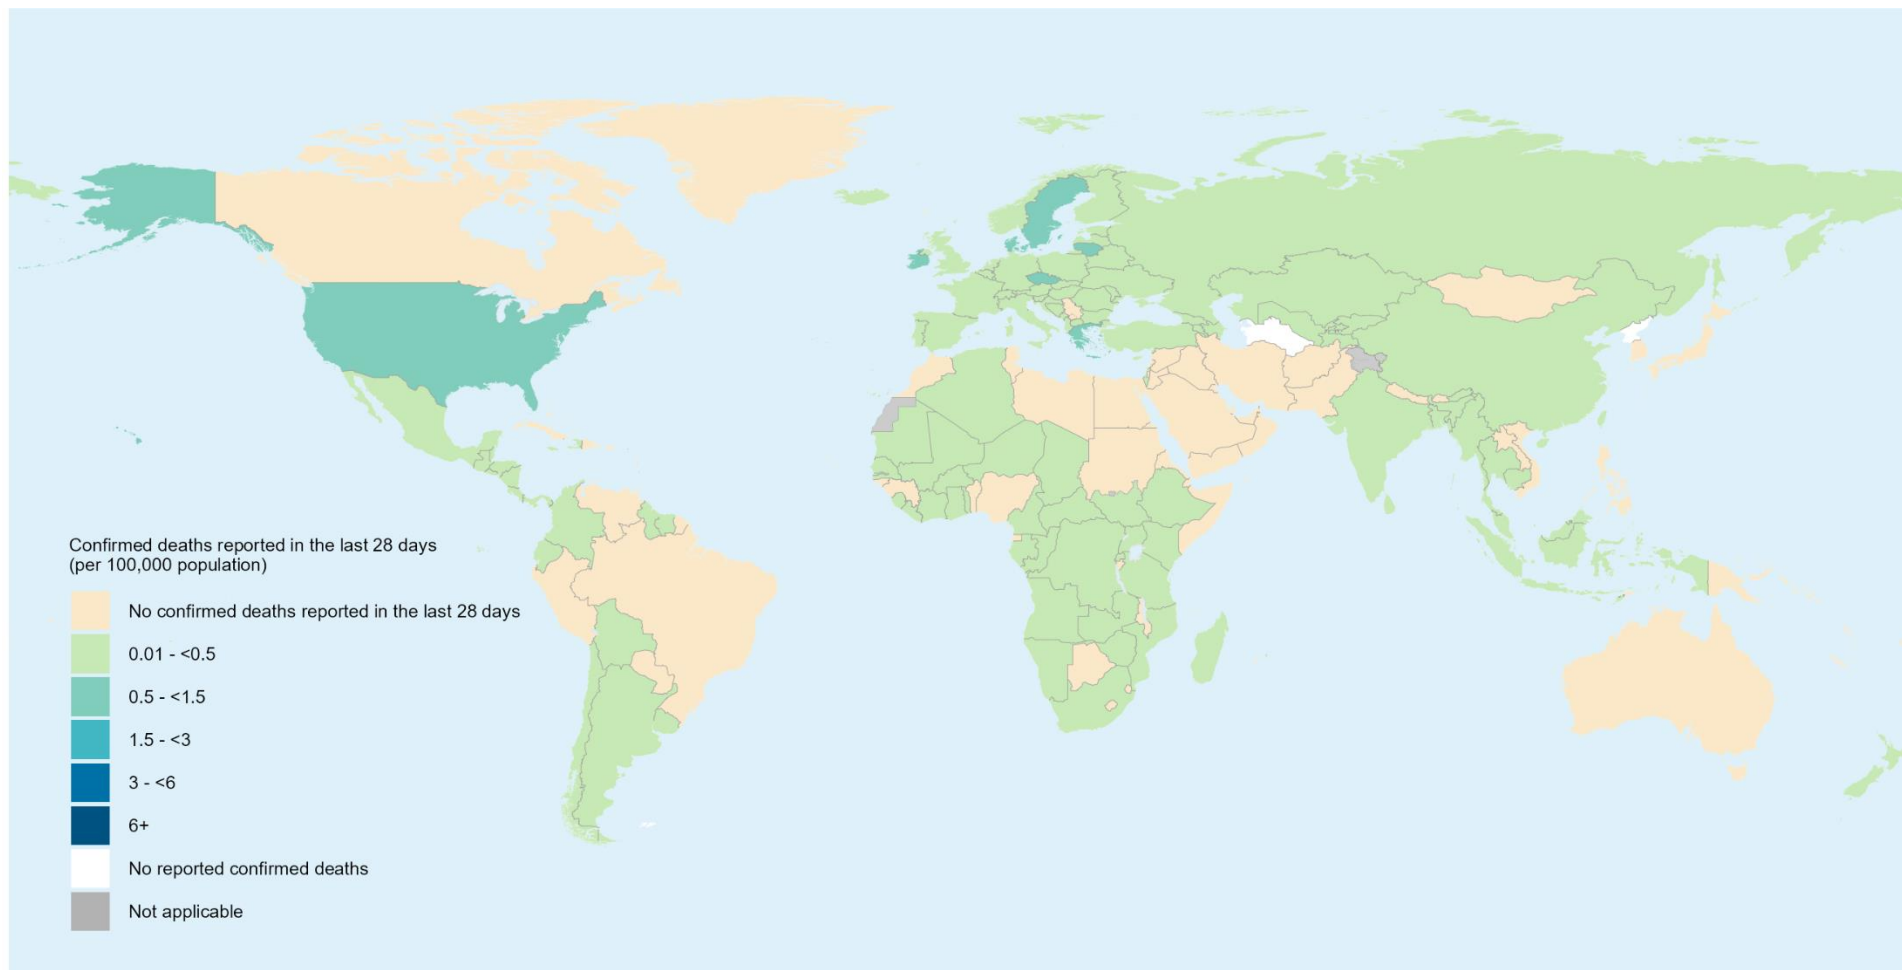 Confirmed deaths reported in the last 28 days
(per 100,000 population)
No confirmed deaths reported in the last 28 days
0.01 - <0.5
0.5 - <1.5
1.5 - <3
3 - <6
6+
No reported confirmed deaths
Not applicable